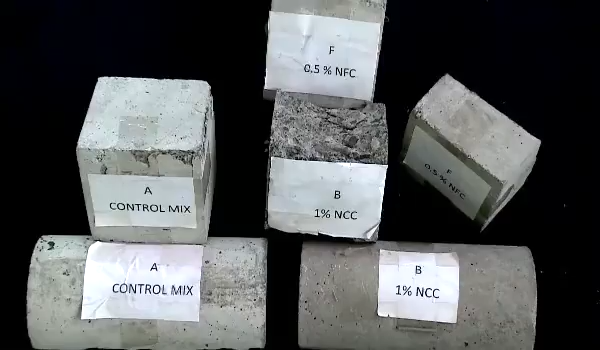 F
0.5 % NFC
A
CONTROL MIX
B
1% NCC
F
0.5 % NFC
A
CONTROL MIX
B
1% NCC